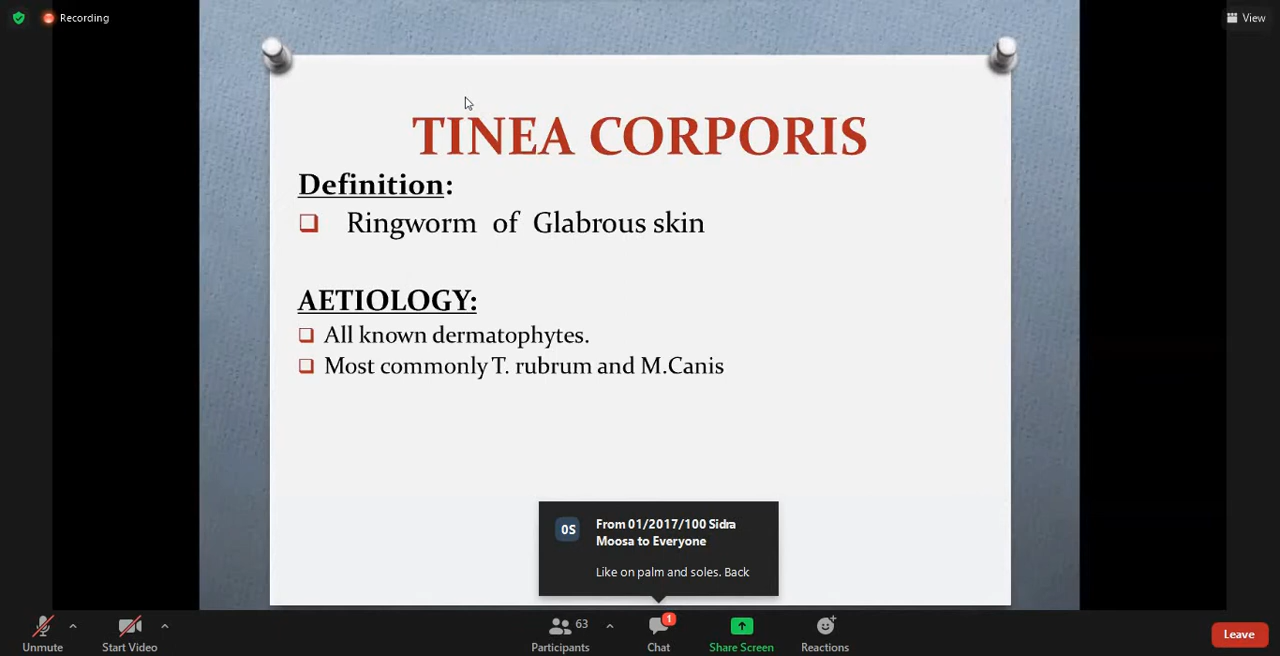 Recording
View
TINEA CORPORIS
Definition:
Ringworm of Glabrous skin
AETIOLOGY:
All known dermatophytes.
Most commonly T. rubrum and M.Canis
0S
From 01/2017/100 Sidra
Moosa to Everyone
Like on palm and soles. Back
63
1
Unmute
Start Video
Participants
Chat
Share Screen
Reactions
Leave